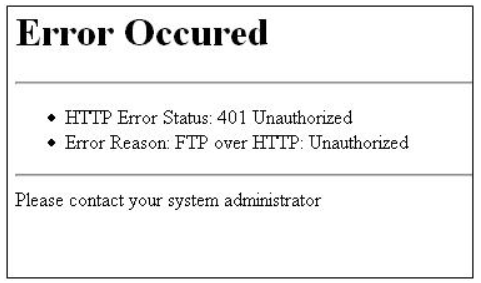 Error Occured
HTTP Error Status: 401 Unauthorized
Error Reason: FTP over HTTP: Unauthorized
Please contact your system administrator